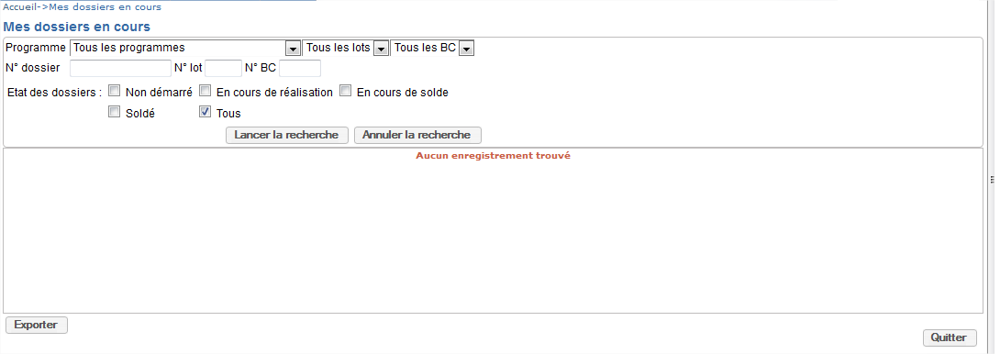 Accueil->Mes dossiers en cours
Mes dossiers en cours
Programme Tous les programmes Tous les lots Tous les BC
N° dossier N° lot N° BC
Etat des dossiers : Non démarré En cours de réalisation En cours de solde
Soldé Tous
Lancer la recherche Annuler la recherche
Aucun enregistrement trouvé
Exporter
Quitter